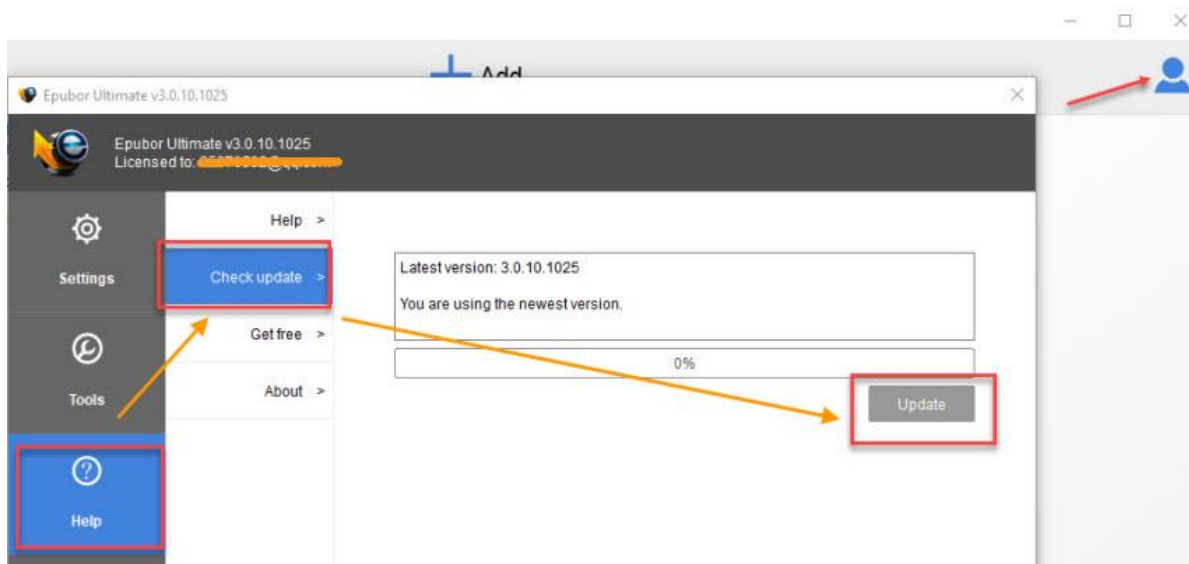 Add
Epubor Ultimate v3.0.10.1025
Epubor Ultimate v3.0.10.1025
Licensed to:
Settings
Tools
Help
Help >
Check update >
Get free >
About >
Latest version: 3.0.10.1025
You are using the newest version.
0%
Update